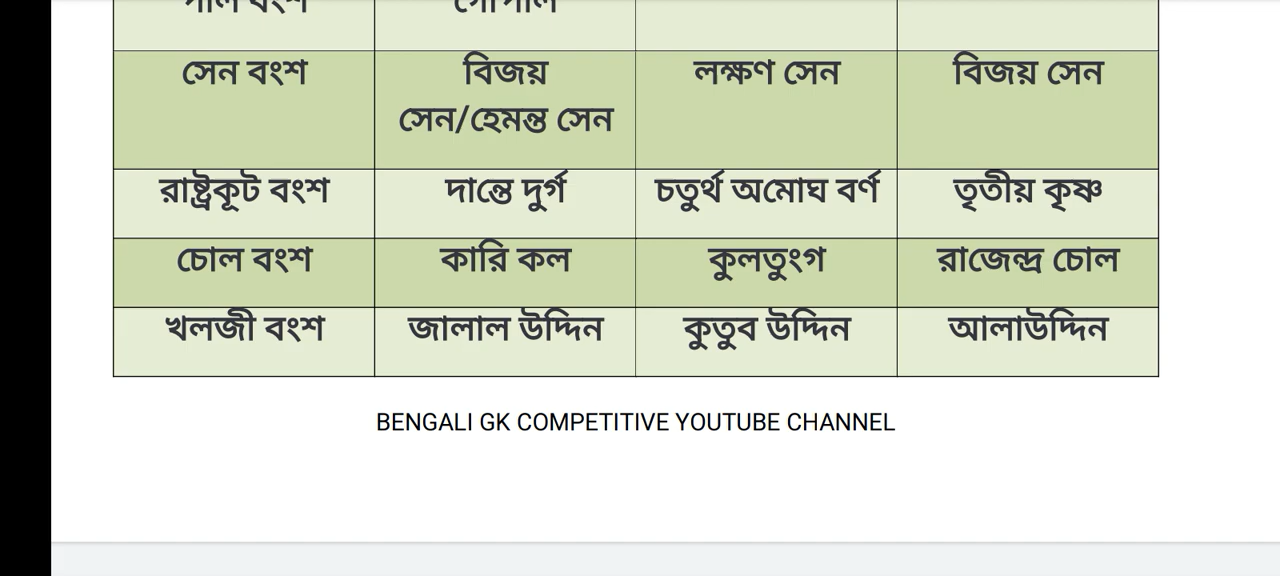 পাল বংশ গোপাল
সেন বংশ বিজয় লক্ষণ সেন বিজয় সেন
সেন/হেমন্ত সেন
রাষ্ট্রকূট বংশ দান্তে দুর্গ চতুর্থ অমোঘ বর্ণ তৃতীয় কৃষ্ণ
চোল বংশ কারি কল কুলতুংগ রাজেন্দ্র চোল
খলজী বংশ জালাল উদ্দিন কুতুব উদ্দিন আলাউদ্দিন
BENGALI GK COMPETITIVE YOUTUBE CHANNEL